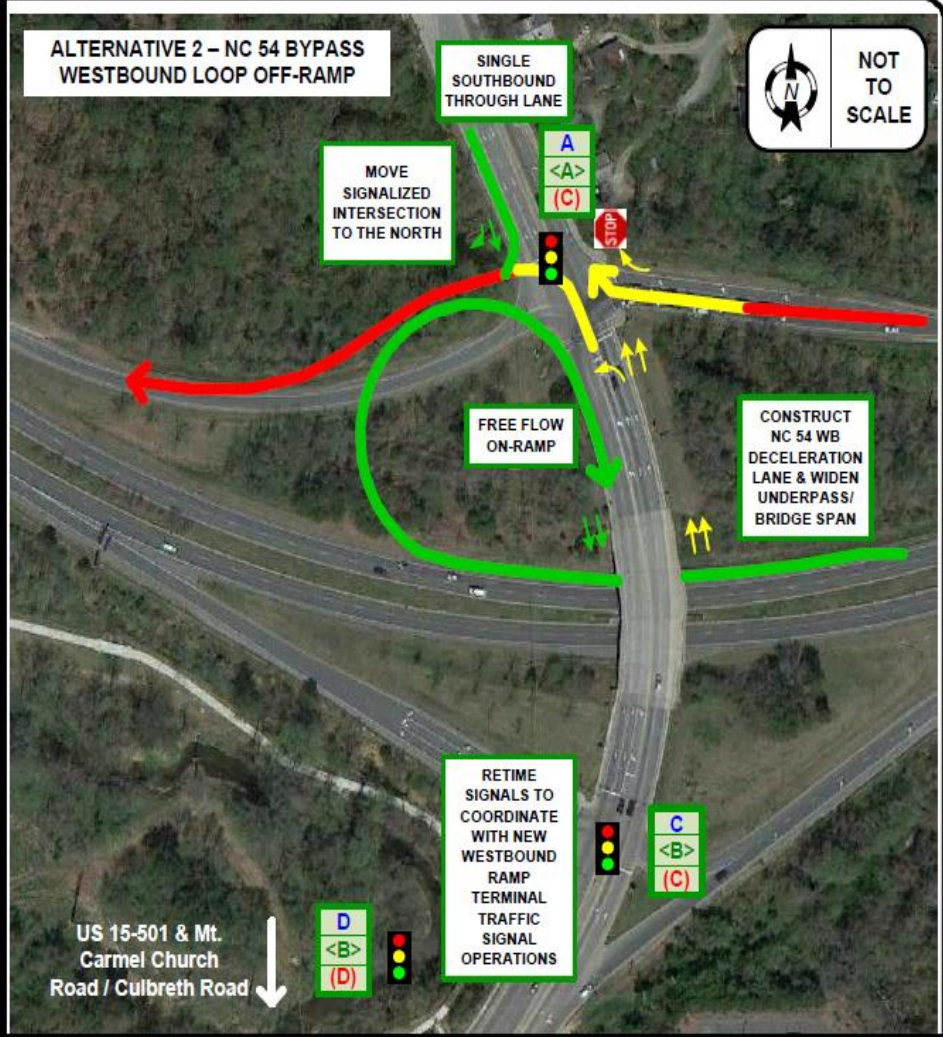 ALTERNATIVE 2 – NC 54 BYPASS
WESTBOUND LOOP OFF-RAMP
SINGLE
SOUTHBOUND
THROUGH LANE
N
NOT
TO
SCALE
A
<A>
(C)
MOVE
SIGNALIZED
INTERSECTION
TO THE NORTH
STOP
FREE FLOW
ON-RAMP
CONSTRUCT
NC 54 WB
DECELERATION
LANE & WIDEN
UNDERPASS/
BRIDGE SPAN
RETIME
SIGNALS TO
COORDINATE
WITH NEW
WESTBOUND
RAMP
TERMINAL
TRAFFIC
SIGNAL
OPERATIONS
C
<B>
(C)
US 15-501 & Mt.
Carmel Church
Road / Culbreth Road
D
<B>
(D)